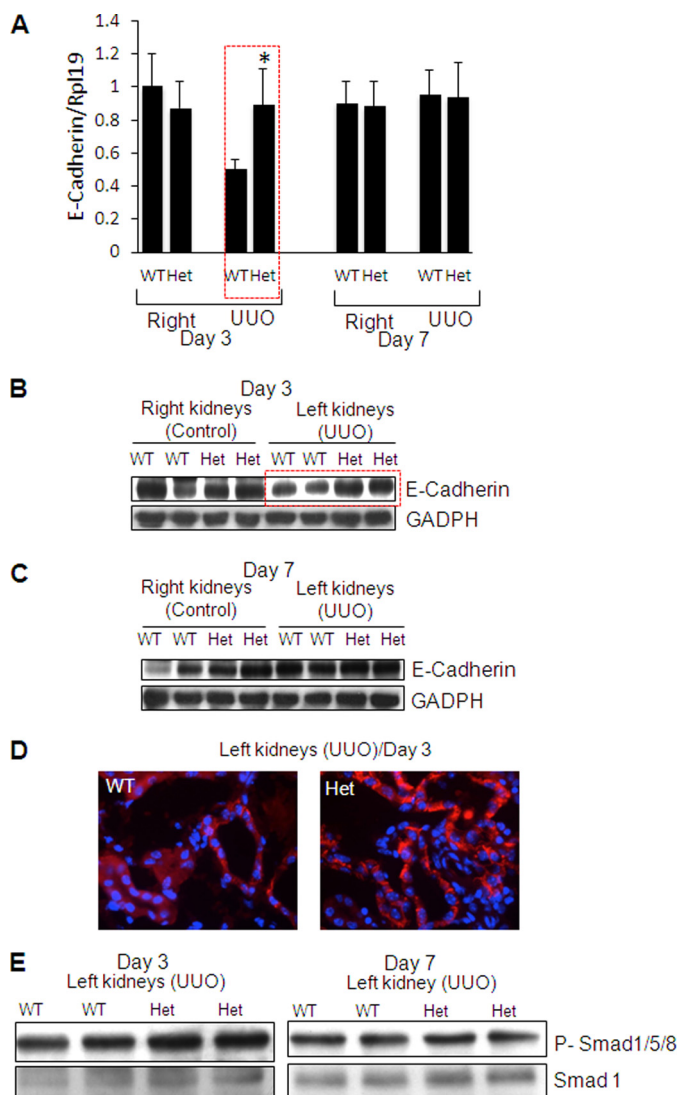 A
E-Cadherin/Rpl19
1.4
1.2
1
0.8
0.6
0.4
0.2
0
*
WT Het WT Het WT Het WT Het
Right UUO Right UUO
Day 3 Day 7
B
Day 3
Right kidneys (Control) Left kidneys (UUO)
WT WT Het Het WT WT Het Het
E-Cadherin
GADPH
C
Day 7
Right kidneys (Control) Left kidneys (UUO)
WT WT Het Het WT WT Het Het
E-Cadherin
GADPH
D
Left kidneys (UUO)/Day 3
WT Het
E
Day 3 Day 7
Left kidneys (UUO) Left kidney (UUO)
WT WT Het Het WT WT Het Het
P- Smad1/5/8
Smad 1